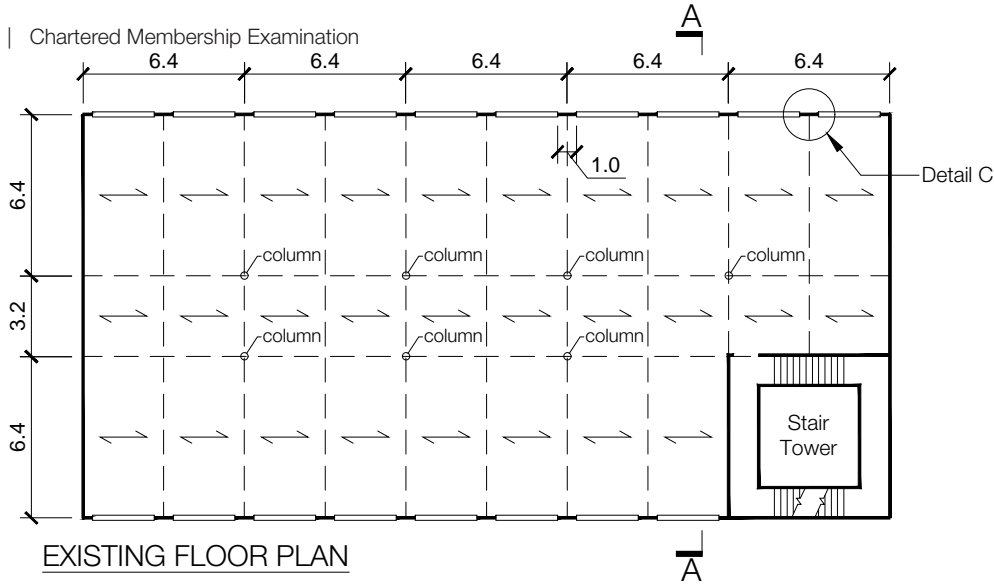 A
| Chartered Membership Examination
6.4 6.4 6.4 6.4 6.4
1.0
Detail C
6.4
column column column column
3.2
column column column
6.4
Stair
Tower
EXISTING FLOOR PLAN
A